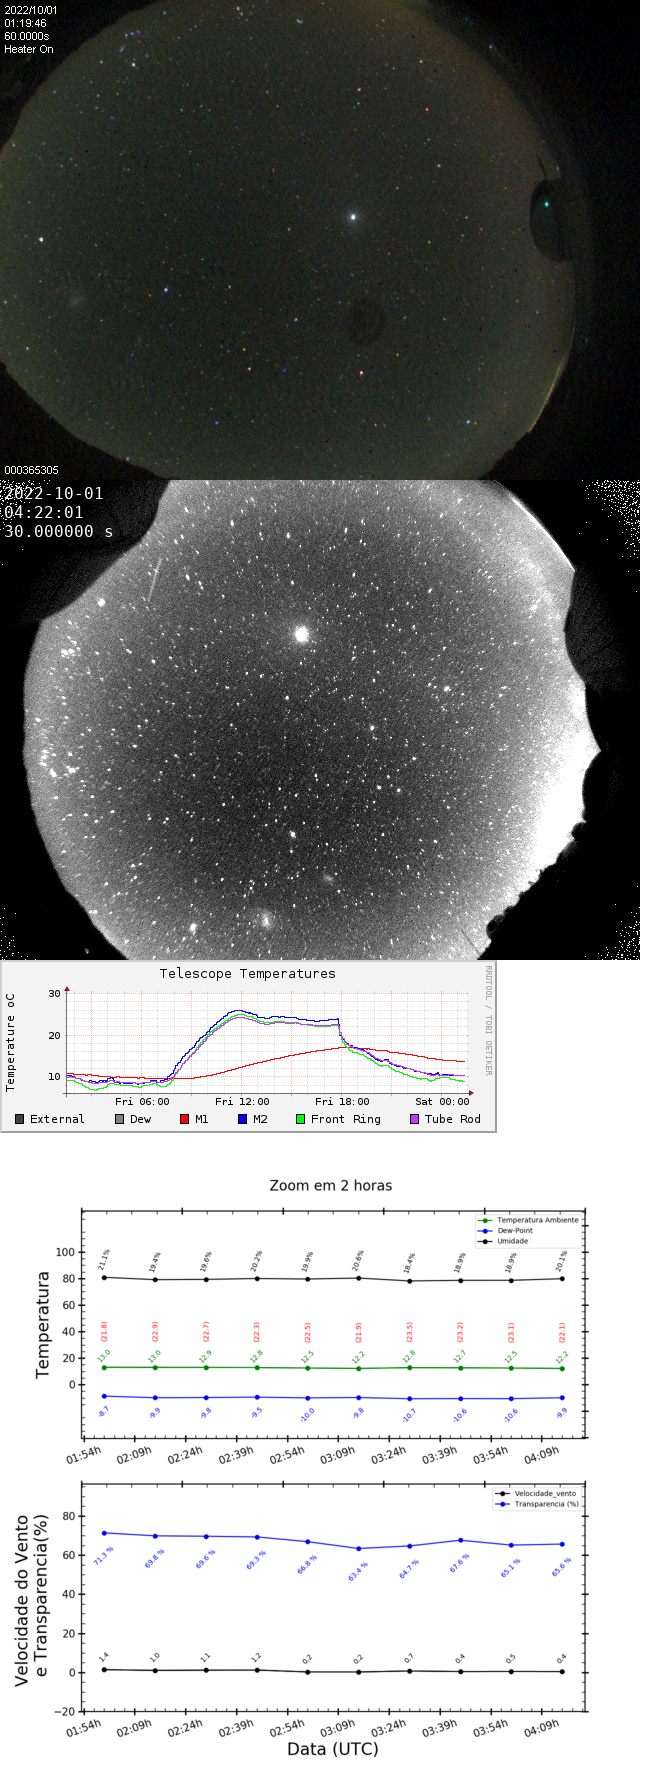 2022/10/01
01:19:46
60.0000s
Heater On
000365305
2022-10-01
04:22:01
30.000000 s
Telescope Temperatures
RRDTOOL / TOBI OETIKER
Temperature oC
30
20
10
Fri 06:00 Fri 12:00 Fri 18:00 Sat 00:00
External Dew M1 M2 Front Ring Tube Rod
Zoom em 2 horas
Temperatura Ambiente
Dew-Point
Umidade
Temperatura
100
80
60
40
20
0
21.1% 19.4% 19.6% 20.2% 19.9% 20.6% 18.4% 18.9% 18.9% 20.1%
(21.8) (22.9) (22.7) (22.3) (22.5) (21.9) (23.5) (23.2) (23.1) (22.1)
13.0 13.0 12.9 12.8 12.5 12.2 12.8 12.7 12.5 12.2
-8.7 -9.9 -9.8 -9.5 -10.0 -9.8 -10.7 -10.6 -10.6 -9.9
01:54h 02:09h 02:24h 02:39h 02:54h 03:09h 03:24h 03:39h 03:54h 04:09h
Velocidade_vento
Transparencia (%)
Velocidade do Vento
e Transparencia(%)
80
60
40
20
0
−20
71.3 % 69.8 % 69.6 % 69.3 % 66.8 % 63.4 % 64.7 % 67.6 % 65.1 % 65.6 %
1.4 1.0 1.1 1.2 0.2 0.2 0.7 0.4 0.5 0.4
01:54h 02:09h 02:24h 02:39h 02:54h 03:09h 03:24h 03:39h 03:54h 04:09h
Data (UTC)